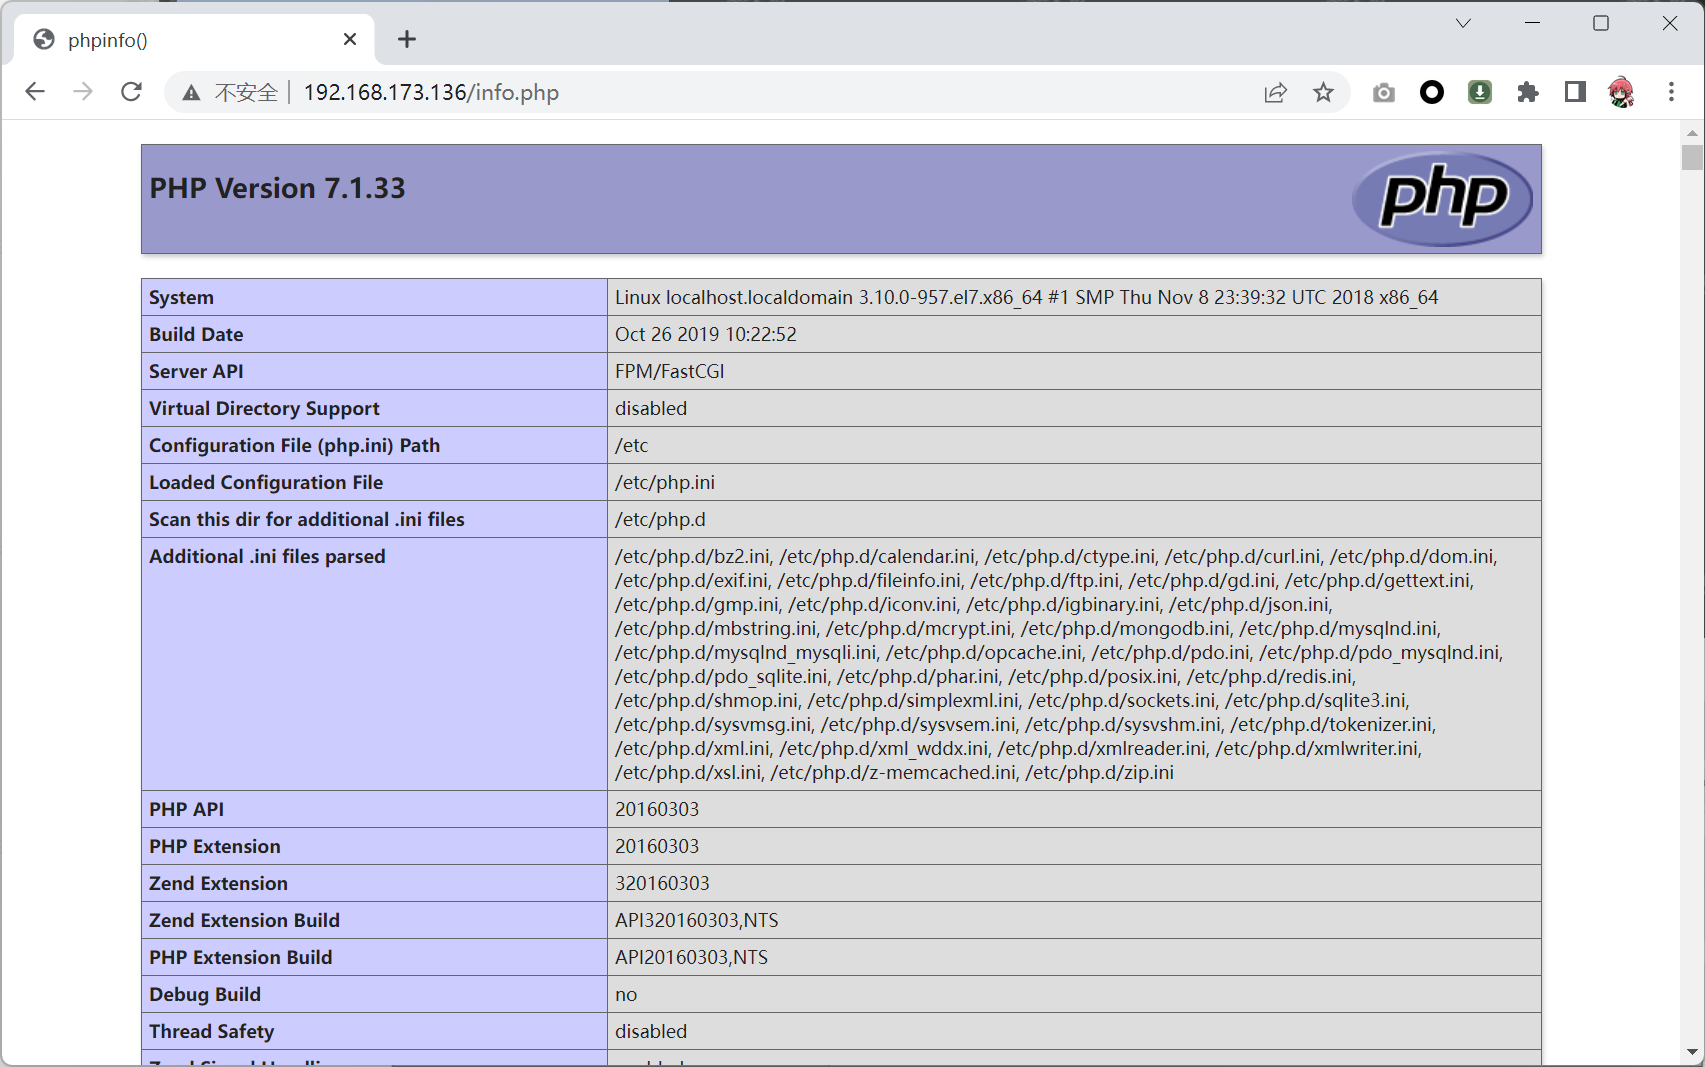 phpinfo()
不安全 192.168.173.136/info.php
PHP Version 7.1.33
php
System Linux localhost.localdomain 3.10.0-957.el7.x86_64 #1 SMP Thu Nov 8 23:39:32 UTC 2018 x86_64
Build Date Oct 26 2019 10:22:52
Server API FPM/FastCGI
Virtual Directory Support disabled
Configuration File (php.ini) Path /etc
Loaded Configuration File /etc/php.ini
Scan this dir for additional .ini files /etc/php.d
Additional .ini files parsed /etc/php.d/bz2.ini, /etc/php.d/calendar.ini, /etc/php.d/ctype.ini, /etc/php.d/curl.ini, /etc/php.d/dom.ini,
/etc/php.d/exif.ini, /etc/php.d/fileinfo.ini, /etc/php.d/ftp.ini, /etc/php.d/gd.ini, /etc/php.d/gettext.ini,
/etc/php.d/gmp.ini, /etc/php.d/iconv.ini, /etc/php.d/igbinary.ini, /etc/php.d/json.ini,
/etc/php.d/mbstring.ini, /etc/php.d/mcrypt.ini, /etc/php.d/mongodb.ini, /etc/php.d/mysqlnd.ini,
/etc/php.d/mysqlnd_mysqli.ini, /etc/php.d/opcache.ini, /etc/php.d/pdo.ini, /etc/php.d/pdo_mysqlnd.ini,
/etc/php.d/pdo_sqlite.ini, /etc/php.d/phar.ini, /etc/php.d/posix.ini, /etc/php.d/redis.ini,
/etc/php.d/shmop.ini, /etc/php.d/simplexml.ini, /etc/php.d/sockets.ini, /etc/php.d/sqlite3.ini,
/etc/php.d/sysvmsg.ini, /etc/php.d/sysvsem.ini, /etc/php.d/sysvshm.ini, /etc/php.d/tokenizer.ini,
/etc/php.d/xml.ini, /etc/php.d/xml_wddx.ini, /etc/php.d/xmlreader.ini, /etc/php.d/xmlwriter.ini,
/etc/php.d/xsl.ini, /etc/php.d/z-memcached.ini, /etc/php.d/zip.ini
PHP API 20160303
PHP Extension 20160303
Zend Extension 320160303
Zend Extension Build API320160303,NTS
PHP Extension Build API20160303,NTS
Debug Build no
Thread Safety disabled